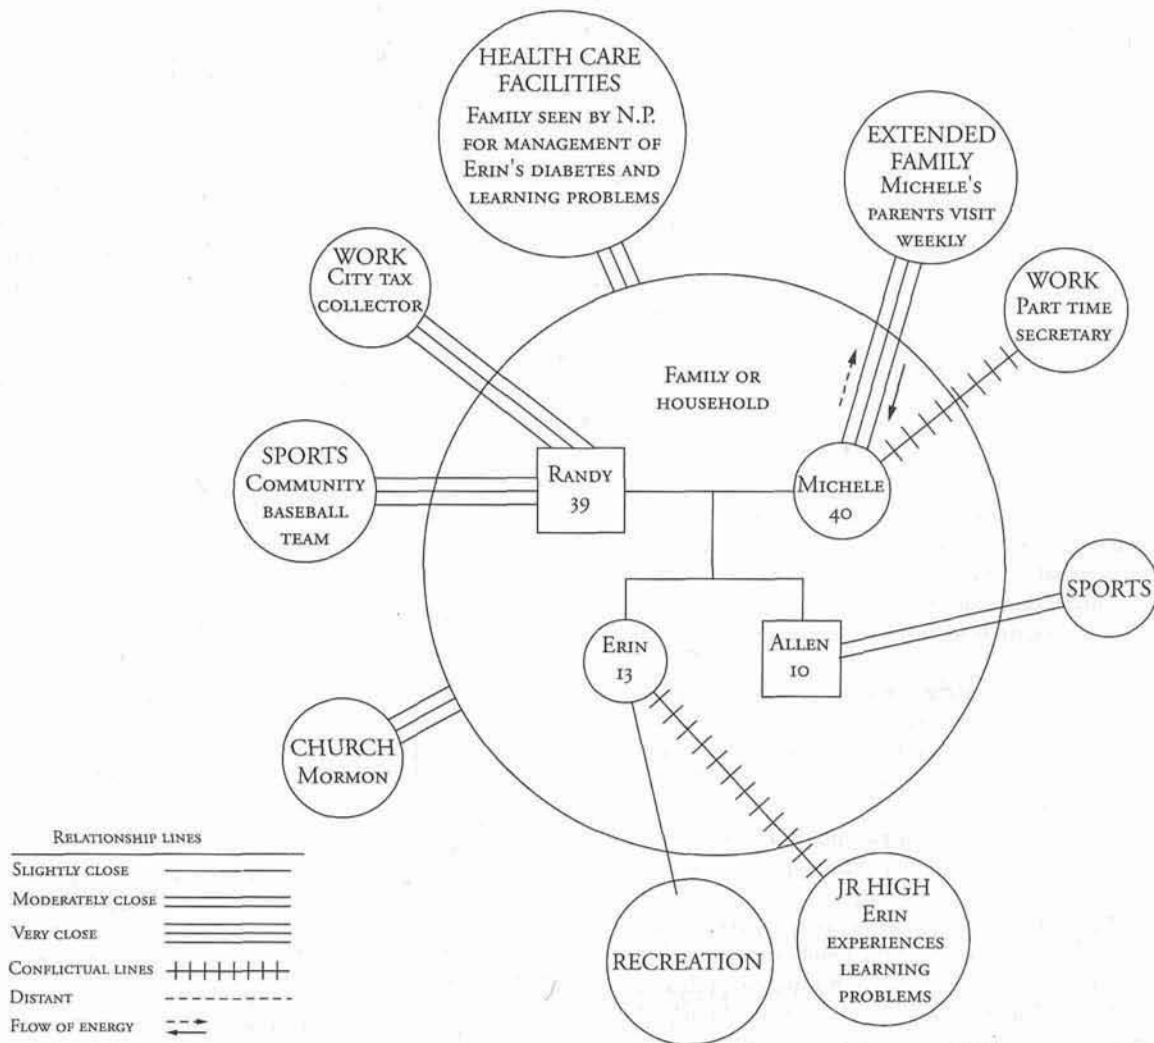 HEALTH CARE
FACILITIES
FAMILY SEEN BY N.P.
FOR MANAGEMENT OF
ERIN'S DIABETES AND
LEARNING PROBLEMS
EXTENDED
FAMILY
MICHELE'S
PARENTS VISIT
WEEKLY
WORK
CITY TAX
COLLECTOR
WORK
PART TIME
SECRETARY
FAMILY OR
HOUSEHOLD
SPORTS
COMMUNITY
BASEBALL
TEAM
RANDY
39
MICHELE
40
SPORTS
ERIN
13
ALLEN
10
CHURCH
MORMON
RECREATION
JR HIGH
ERIN
EXPERIENCES
LEARNING
PROBLEMS
RELATIONSHIP LINES
SLIGHTLY CLOSE
MODERATELY CLOSE
VERY CLOSE
CONFLICTUAL LINES
DISTANT
FLOW OF ENERGY